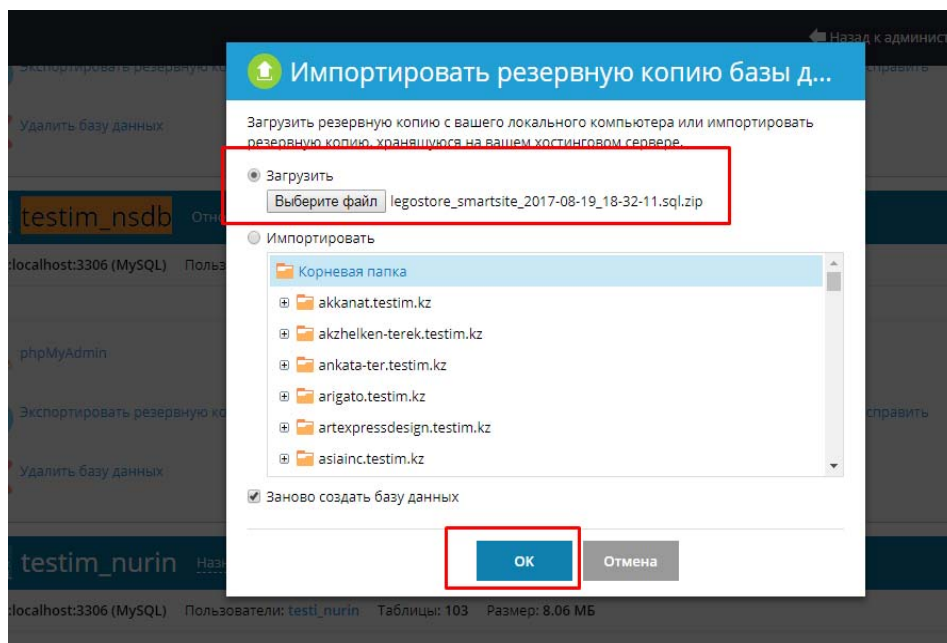 Назад к админист
Импортировать резервную копию базы д...
Экспортировать резервную ко
справить
Удалить базу данных
Загрузить резервную копию с вашего локального компьютера или импортировать
резервную копию, хранящуюся на вашем хостинговом сервере.
Загрузить
Выберите файл legostore_smartsite_2017-08-19_18-32-11.sql.zip
testim_nsdb
Импортировать
:localhost:3306 (MySQL) Польз
Корневая папка
akkanat.testim.kz
akzhelken-terek.testim.kz
phpMyAdmin
ankata-ter.testim.kz
arigato.testim.kz
Экспортировать резервную ко
справить
artexpressdesign.testim.kz
asiainc.testim.kz
Удалить базу данных
Заново создать базу данных
OK Отмена
testim_nurin
:localhost:3306 (MySQL) Пользователи: testi_nurin Таблицы: 103 Размер: 8.06 МБ